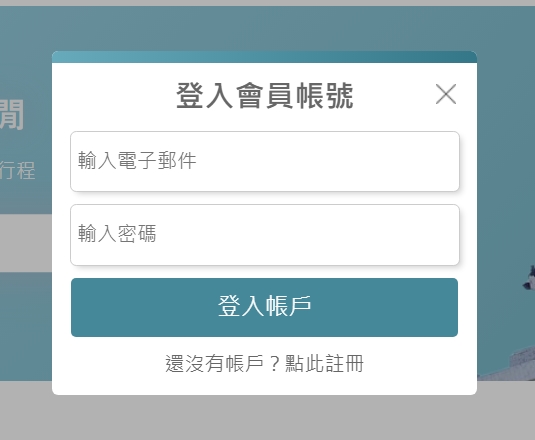 閒
行程
登入會員帳號
輸入電子郵件
輸入密碼
登入帳戶
還沒有帳戶？點此註冊